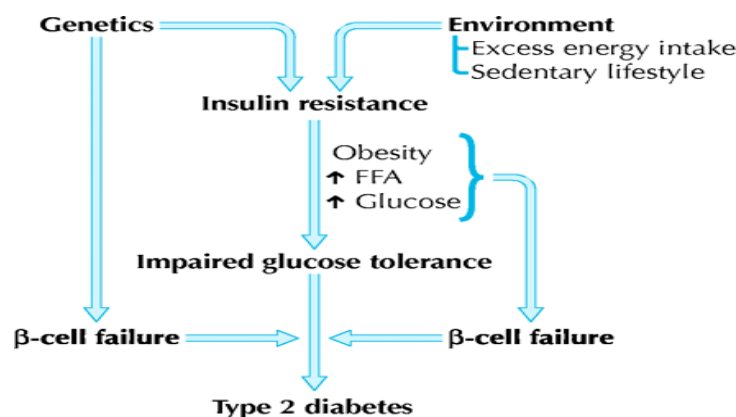 Genetics
Environment
Excess energy intake
Sedentary lifestyle
Insulin resistance
Obesity
↑ FFA
↑ Glucose
Impaired glucose tolerance
β-cell failure
β-cell failure
Type 2 diabetes